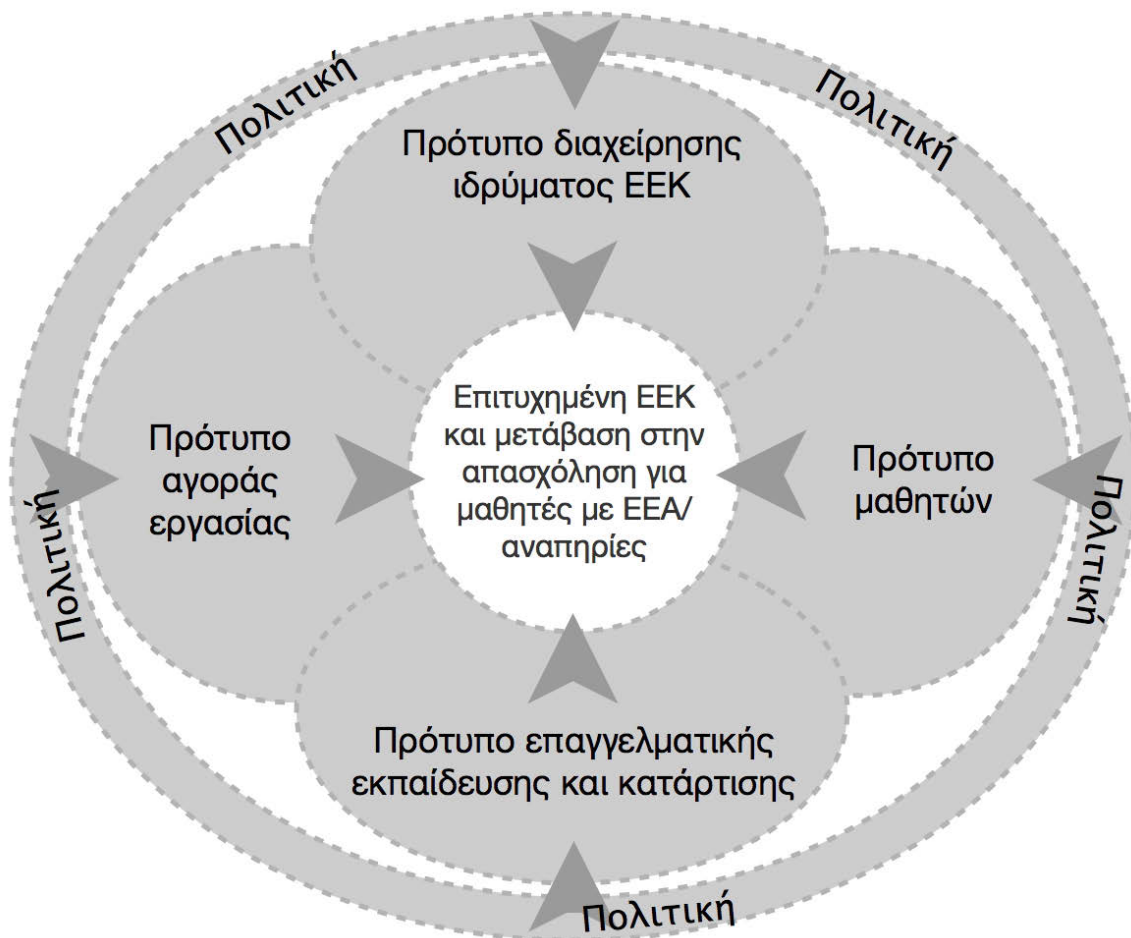 Πολιτική
Πολιτική
Πρότυπο διαχείρησης
ιδρύματος ΕΕΚ
Επιτυχημένη ΕΕΚ
και μετάβαση στην
απασχόληση για
μαθητές με ΕΕΑ/
αναπηρίες
Πρότυπο
αγοράς
εργασίας
Πρότυπο
μαθητών
Πολιτική
Πολιτική
Πρότυπο επαγγελματικής
εκπαίδευσης και κατάρτισης
Πολιτική